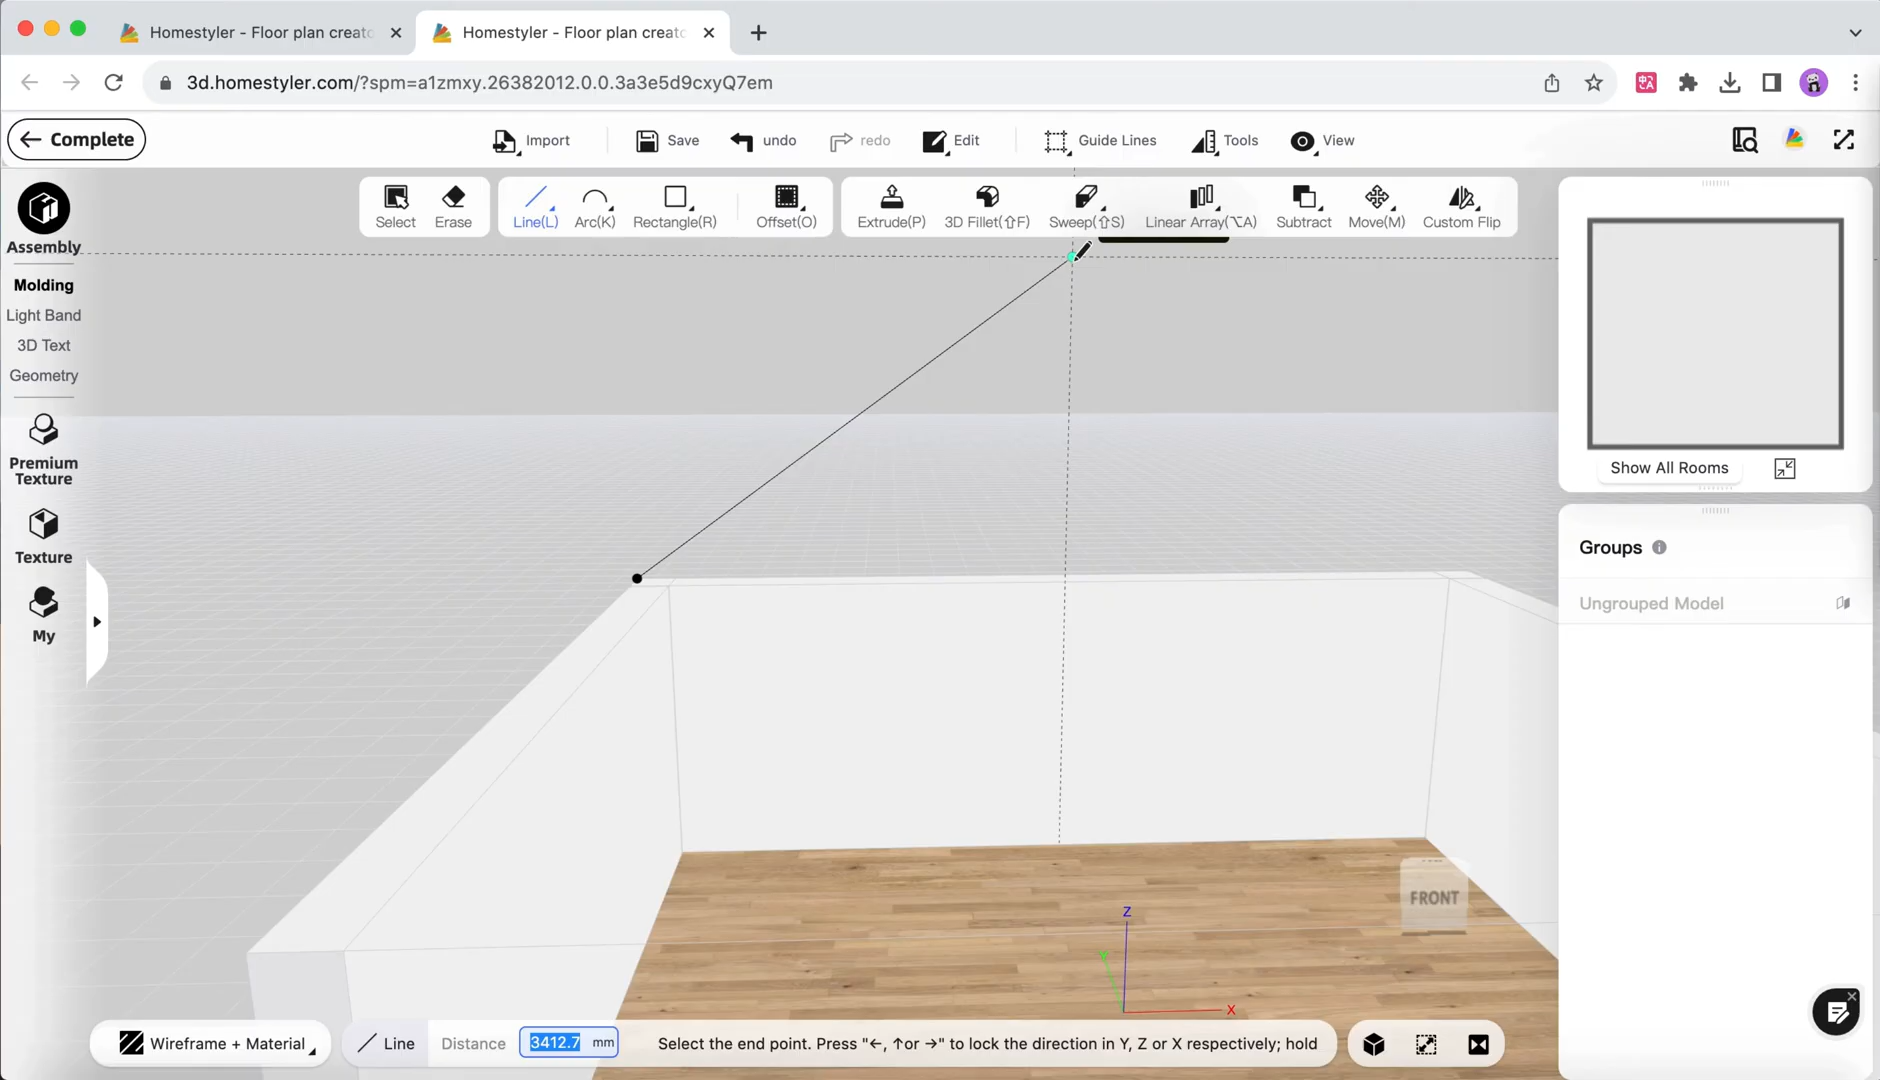 Homestyler - Floor plan creato
Homestyler - Floor plan creato
3d.homestyler.com/?spm=a1zmxy.26382012.0.0.3a3e5d9cxyQ7em
Complete
Import
Save
undo
redo
Edit
Guide Lines
Tools
View
Select
Erase
Line(L)
Arc(K)
Rectangle(R)
Offset(O)
Extrude(P)
3D Fillet(⇧F)
Sweep(⇧S)
Linear Array(⌥A)
Subtract
Move(M)
Custom Flip
Assembly
Molding
Light Band
3D Text
Geometry
Premium
Texture
Texture
My
Show All Rooms
Groups
Ungrouped Model
FRONT
Z
Y
X
Wireframe + Material
Line
Distance
3412.7 mm
Select the end point. Press "←, ↑or →" to lock the direction in Y, Z or X respectively; hold